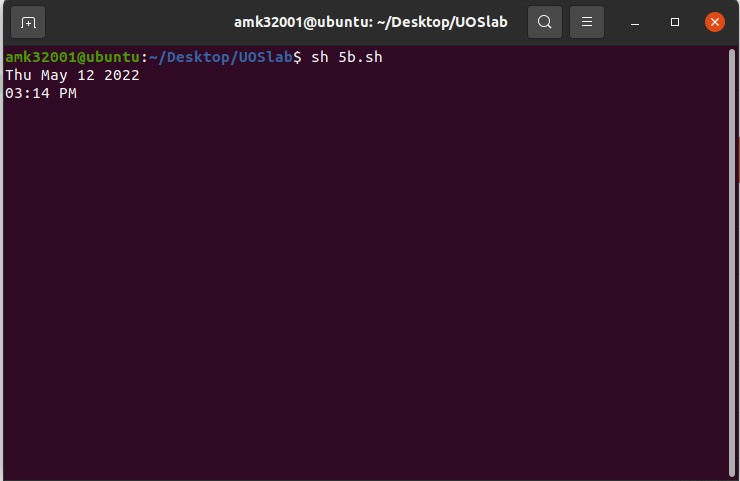 amk32001@ubuntu: ~/Desktop/UOSlab
amk32001@ubuntu:~/Desktop/UOSlab$ sh 5b.sh
Thu May 12 2022
03:14 PM